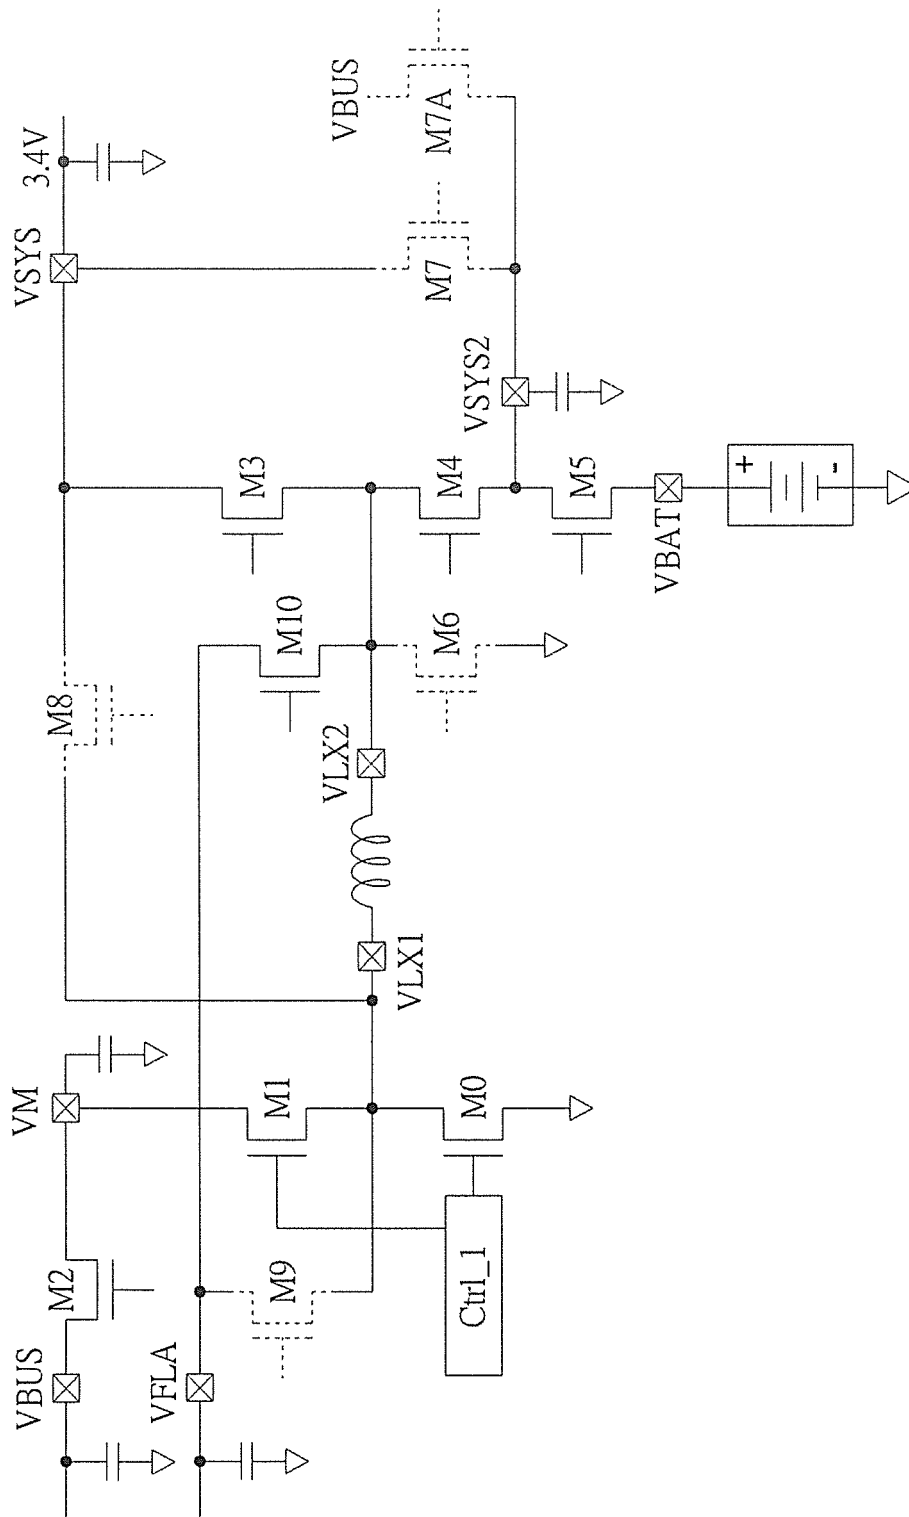 VBUS
M2
VM
M8
VSYS
3.4V
VFLA
M9
M1
M10
M3
M7
M7A
VBUS
VLX1
VLX2
Ctrl_1
M0
M6
M4
VSYS2
M5
VBAT
+
-